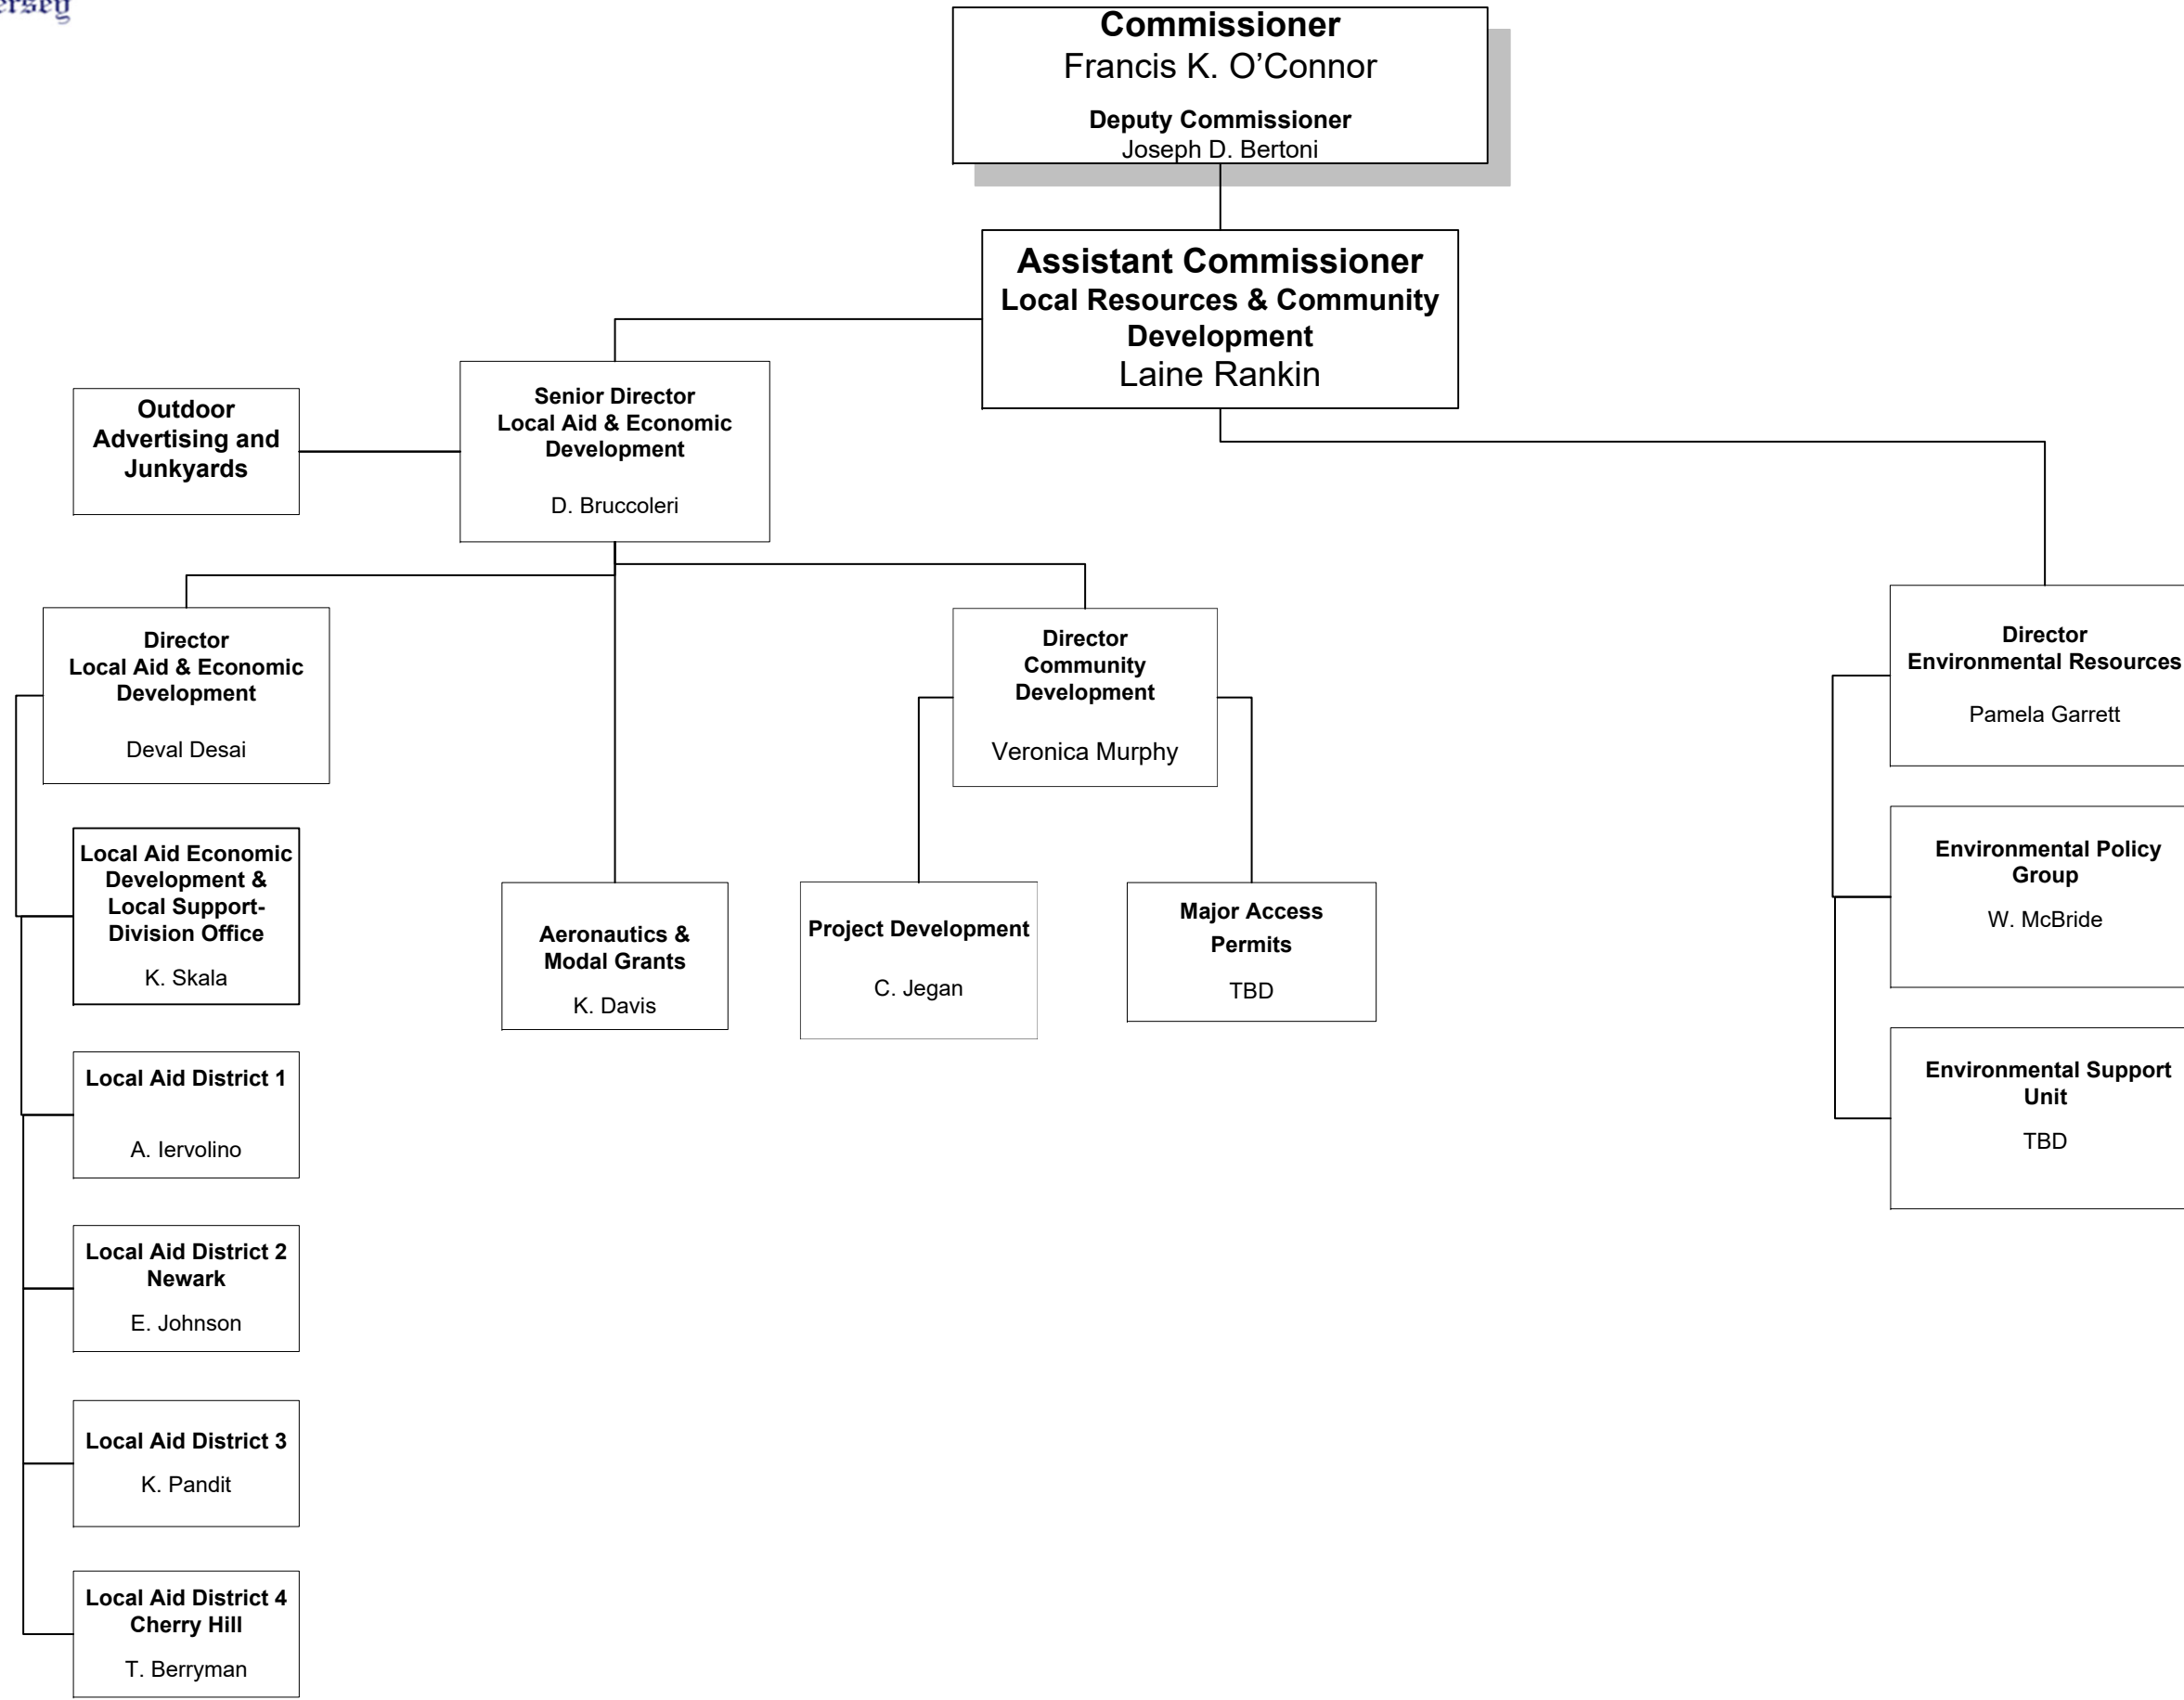 Commissioner
Francis K. O’Connor
Deputy Commissioner
Joseph D. Bertoni
Assistant Commissioner
Local Resources & Community
Development
Laine Rankin
Senior Director
Local Aid & Economic
Development
D. Bruccoleri
Outdoor
Advertising and
Junkyards
Director
Local Aid & Economic
Development
Deval Desai
Director
Community
Development
Veronica Murphy
Director
Environmental Resources
Pamela Garrett
Local Aid Economic
Development &
Local Support-
Division Office
K. Skala
Aeronautics &
Modal Grants
K. Davis
Project Development
C. Jegan
Major Access
Permits
TBD
Environmental Policy
Group
W. McBride
Environmental Support
Unit
TBD
Local Aid District 1
A. Iervolino
Local Aid District 2
Newark
E. Johnson
Local Aid District 3
K. Pandit
Local Aid District 4
Cherry Hill
T. Berryman